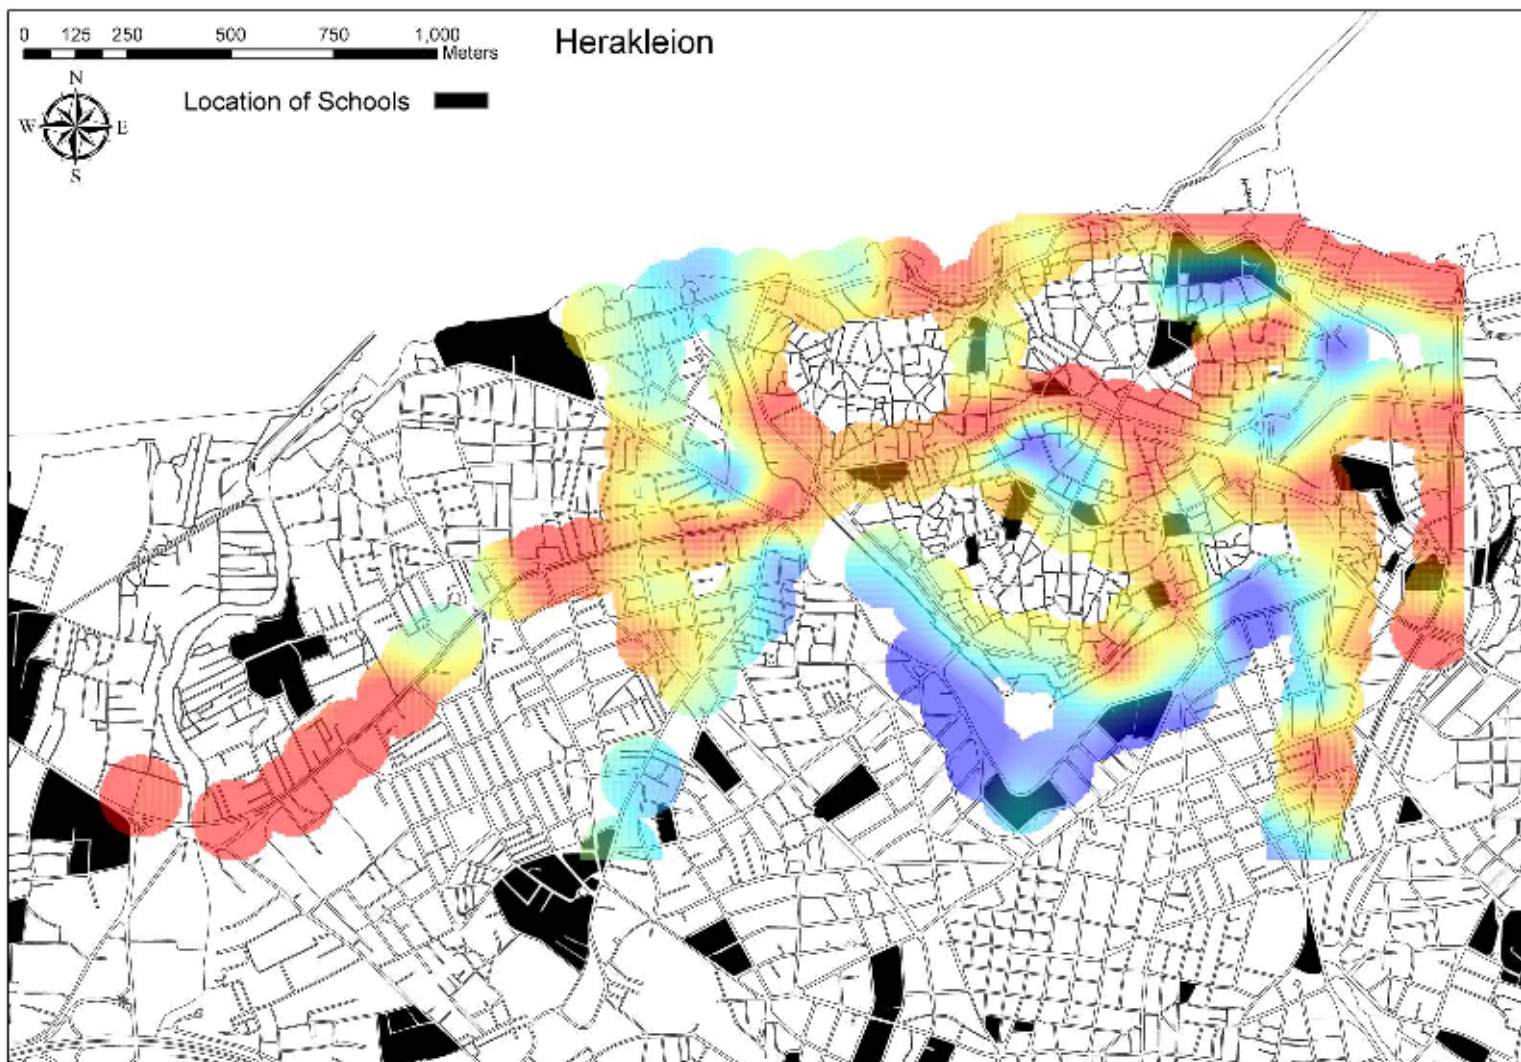 0 125 250 500 750 1,000
Meters
Herakleion
N
Location of Schools
W E
S